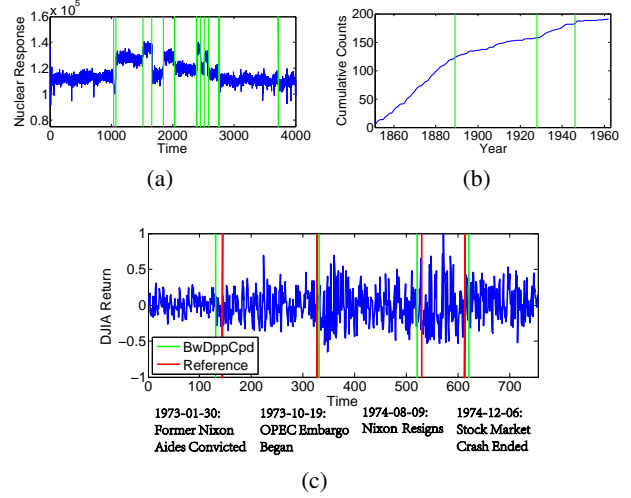 1.6 x 10^5
1.4
1.2
1
0.8
Nuclear Response
0 1000 2000 3000 4000
Time
(a)
200
150
100
50
0
Cumulative Counts
1860 1880 1900 1920 1940 1960
Year
(b)
1
0.5
0
−0.5
−1
DJIA Return
BwDppCpd
Reference
0 100 200 300 400 500 600 700
Time
1973-01-30:
Former Nixon
Aides Convicted
1973-10-19:
OPEC Embargo
Began
1974-08-09:
Nixon Resigns
1974-12-06:
Stock Market
Crash Ended
(c)